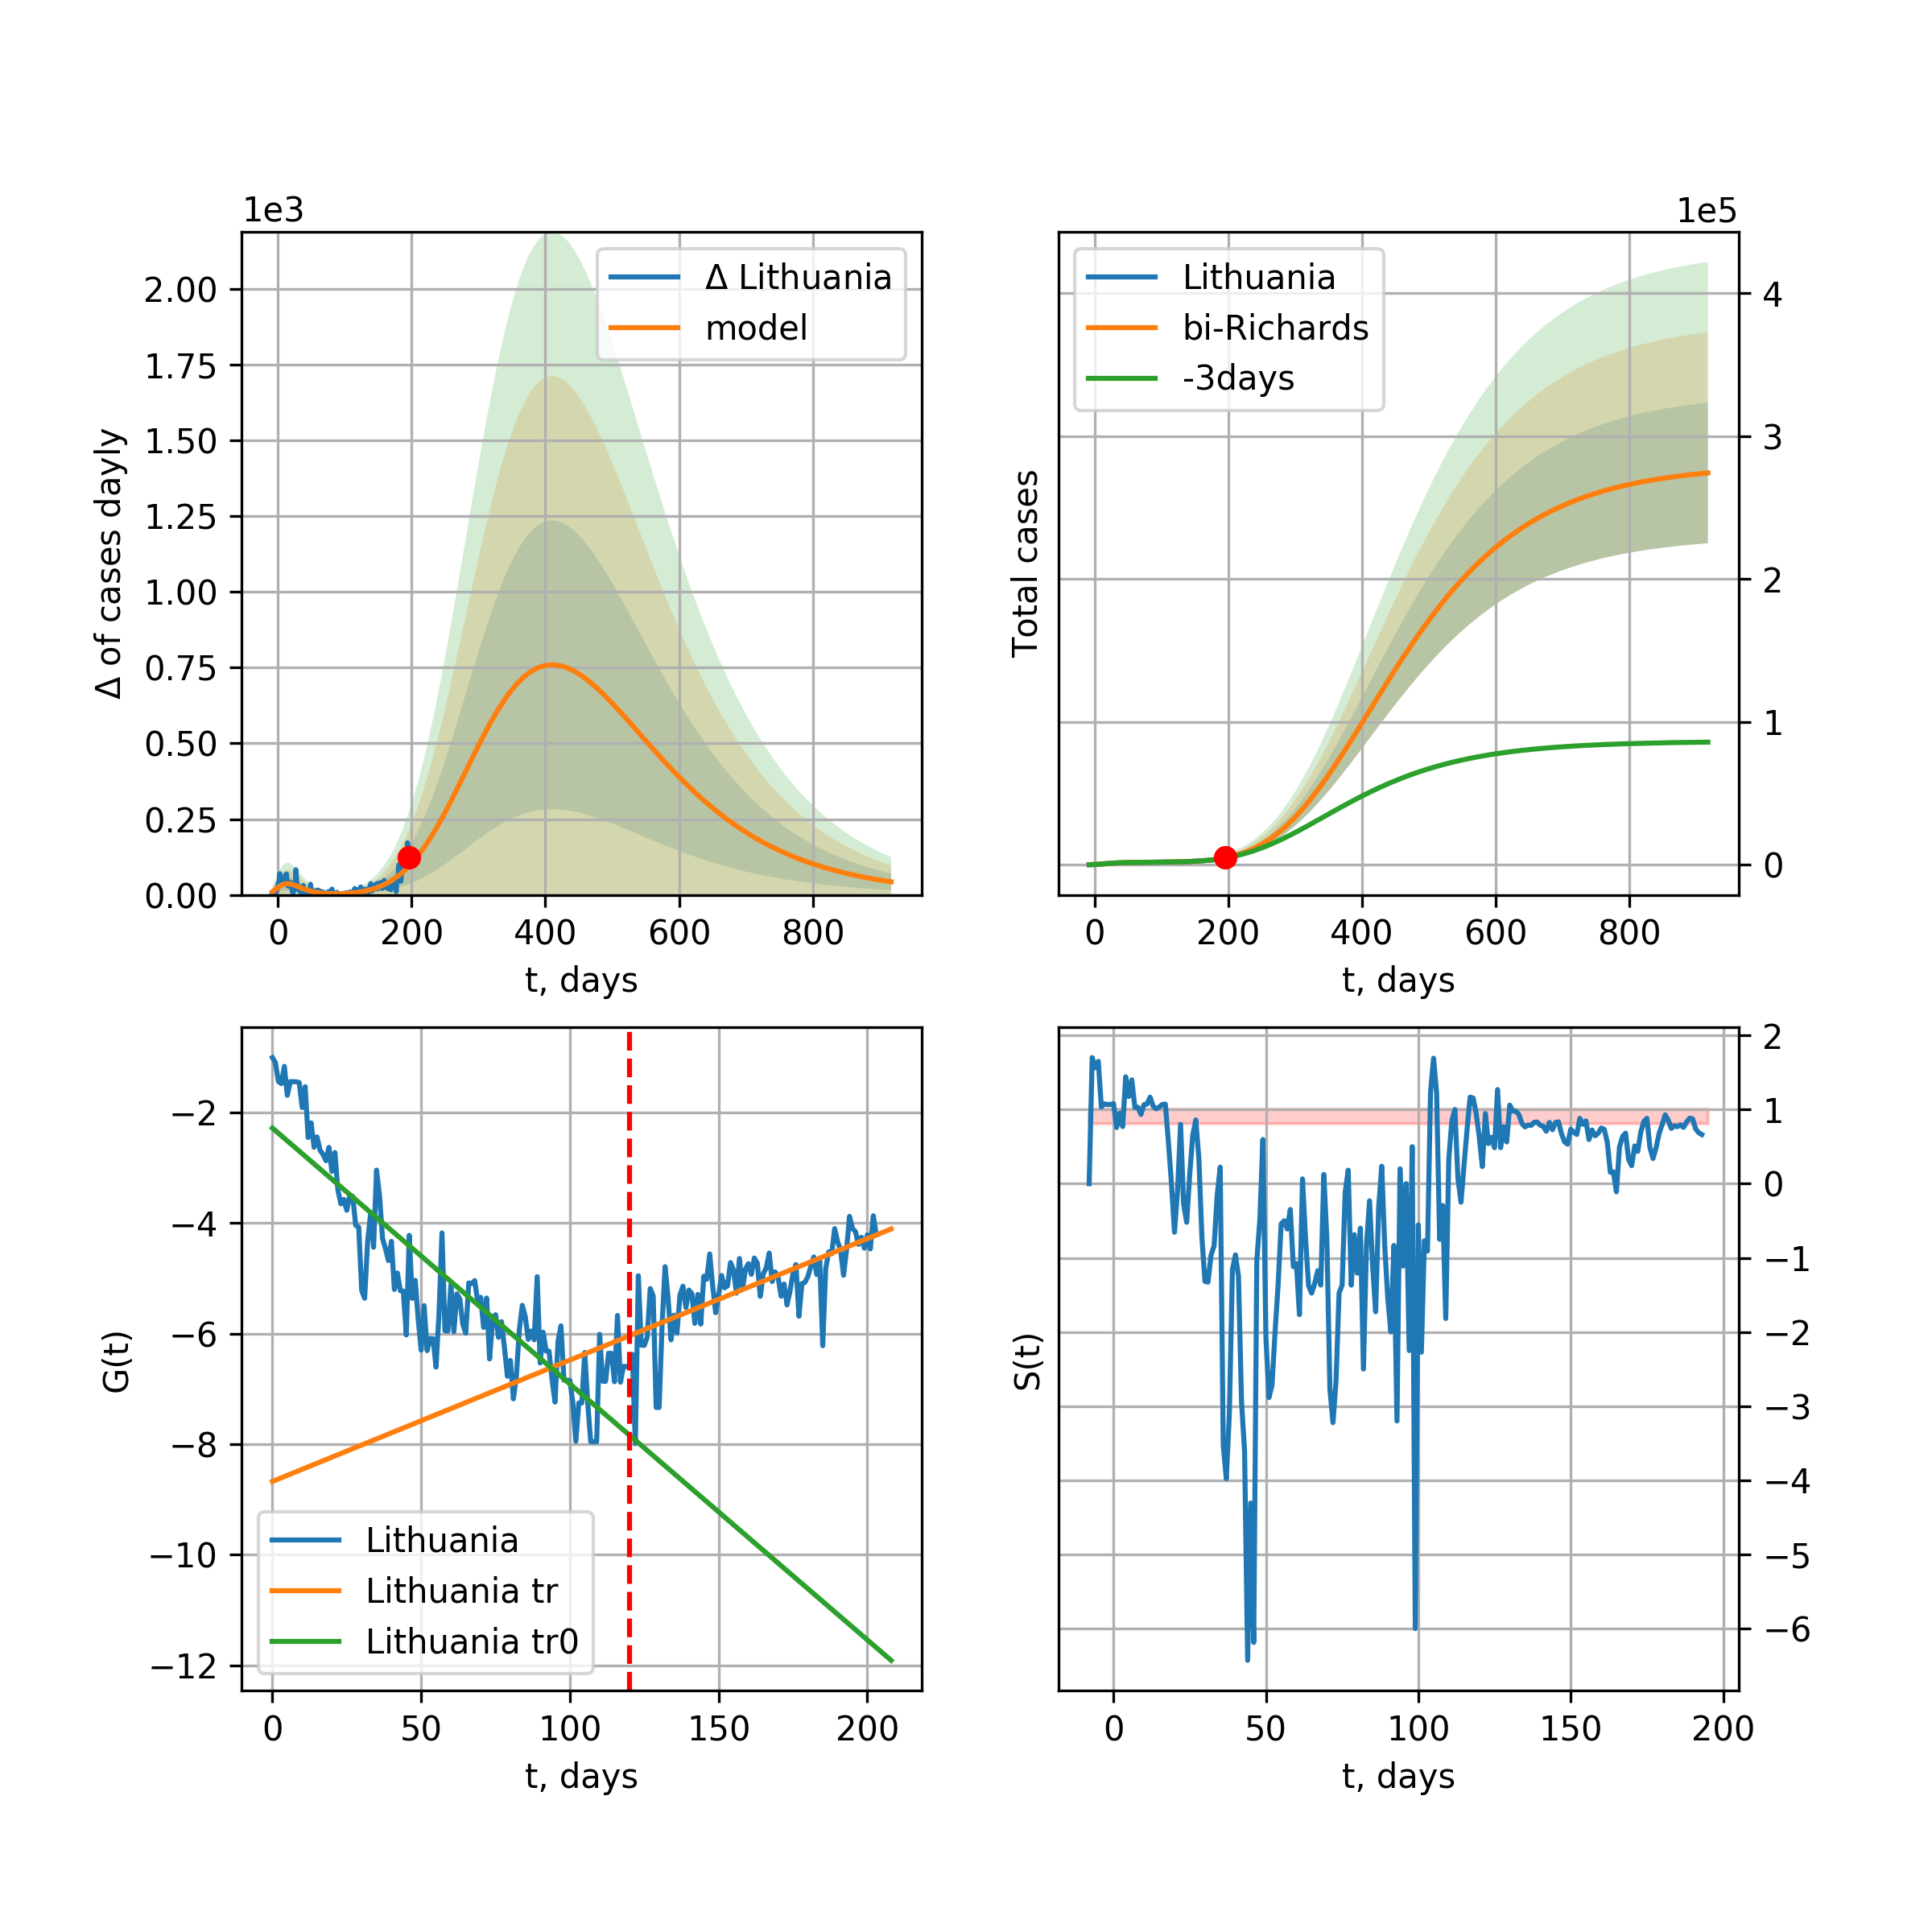 1e3
Δ of cases dayly
2.00
1.75
1.50
1.25
1.00
0.75
0.50
0.25
0.00
0 200 400 600 800
t, days
Δ Lithuania
model
1e5
Total cases
4
3
2
1
0
0 200 400 600 800
t, days
Lithuania
bi-Richards
-3days
G(t)
−2
−4
−6
−8
−10
−12
0 50 100 150 200
t, days
Lithuania
Lithuania tr
Lithuania tr0
S(t)
2
1
0
−1
−2
−3
−4
−5
−6
0 50 100 150 200
t, days